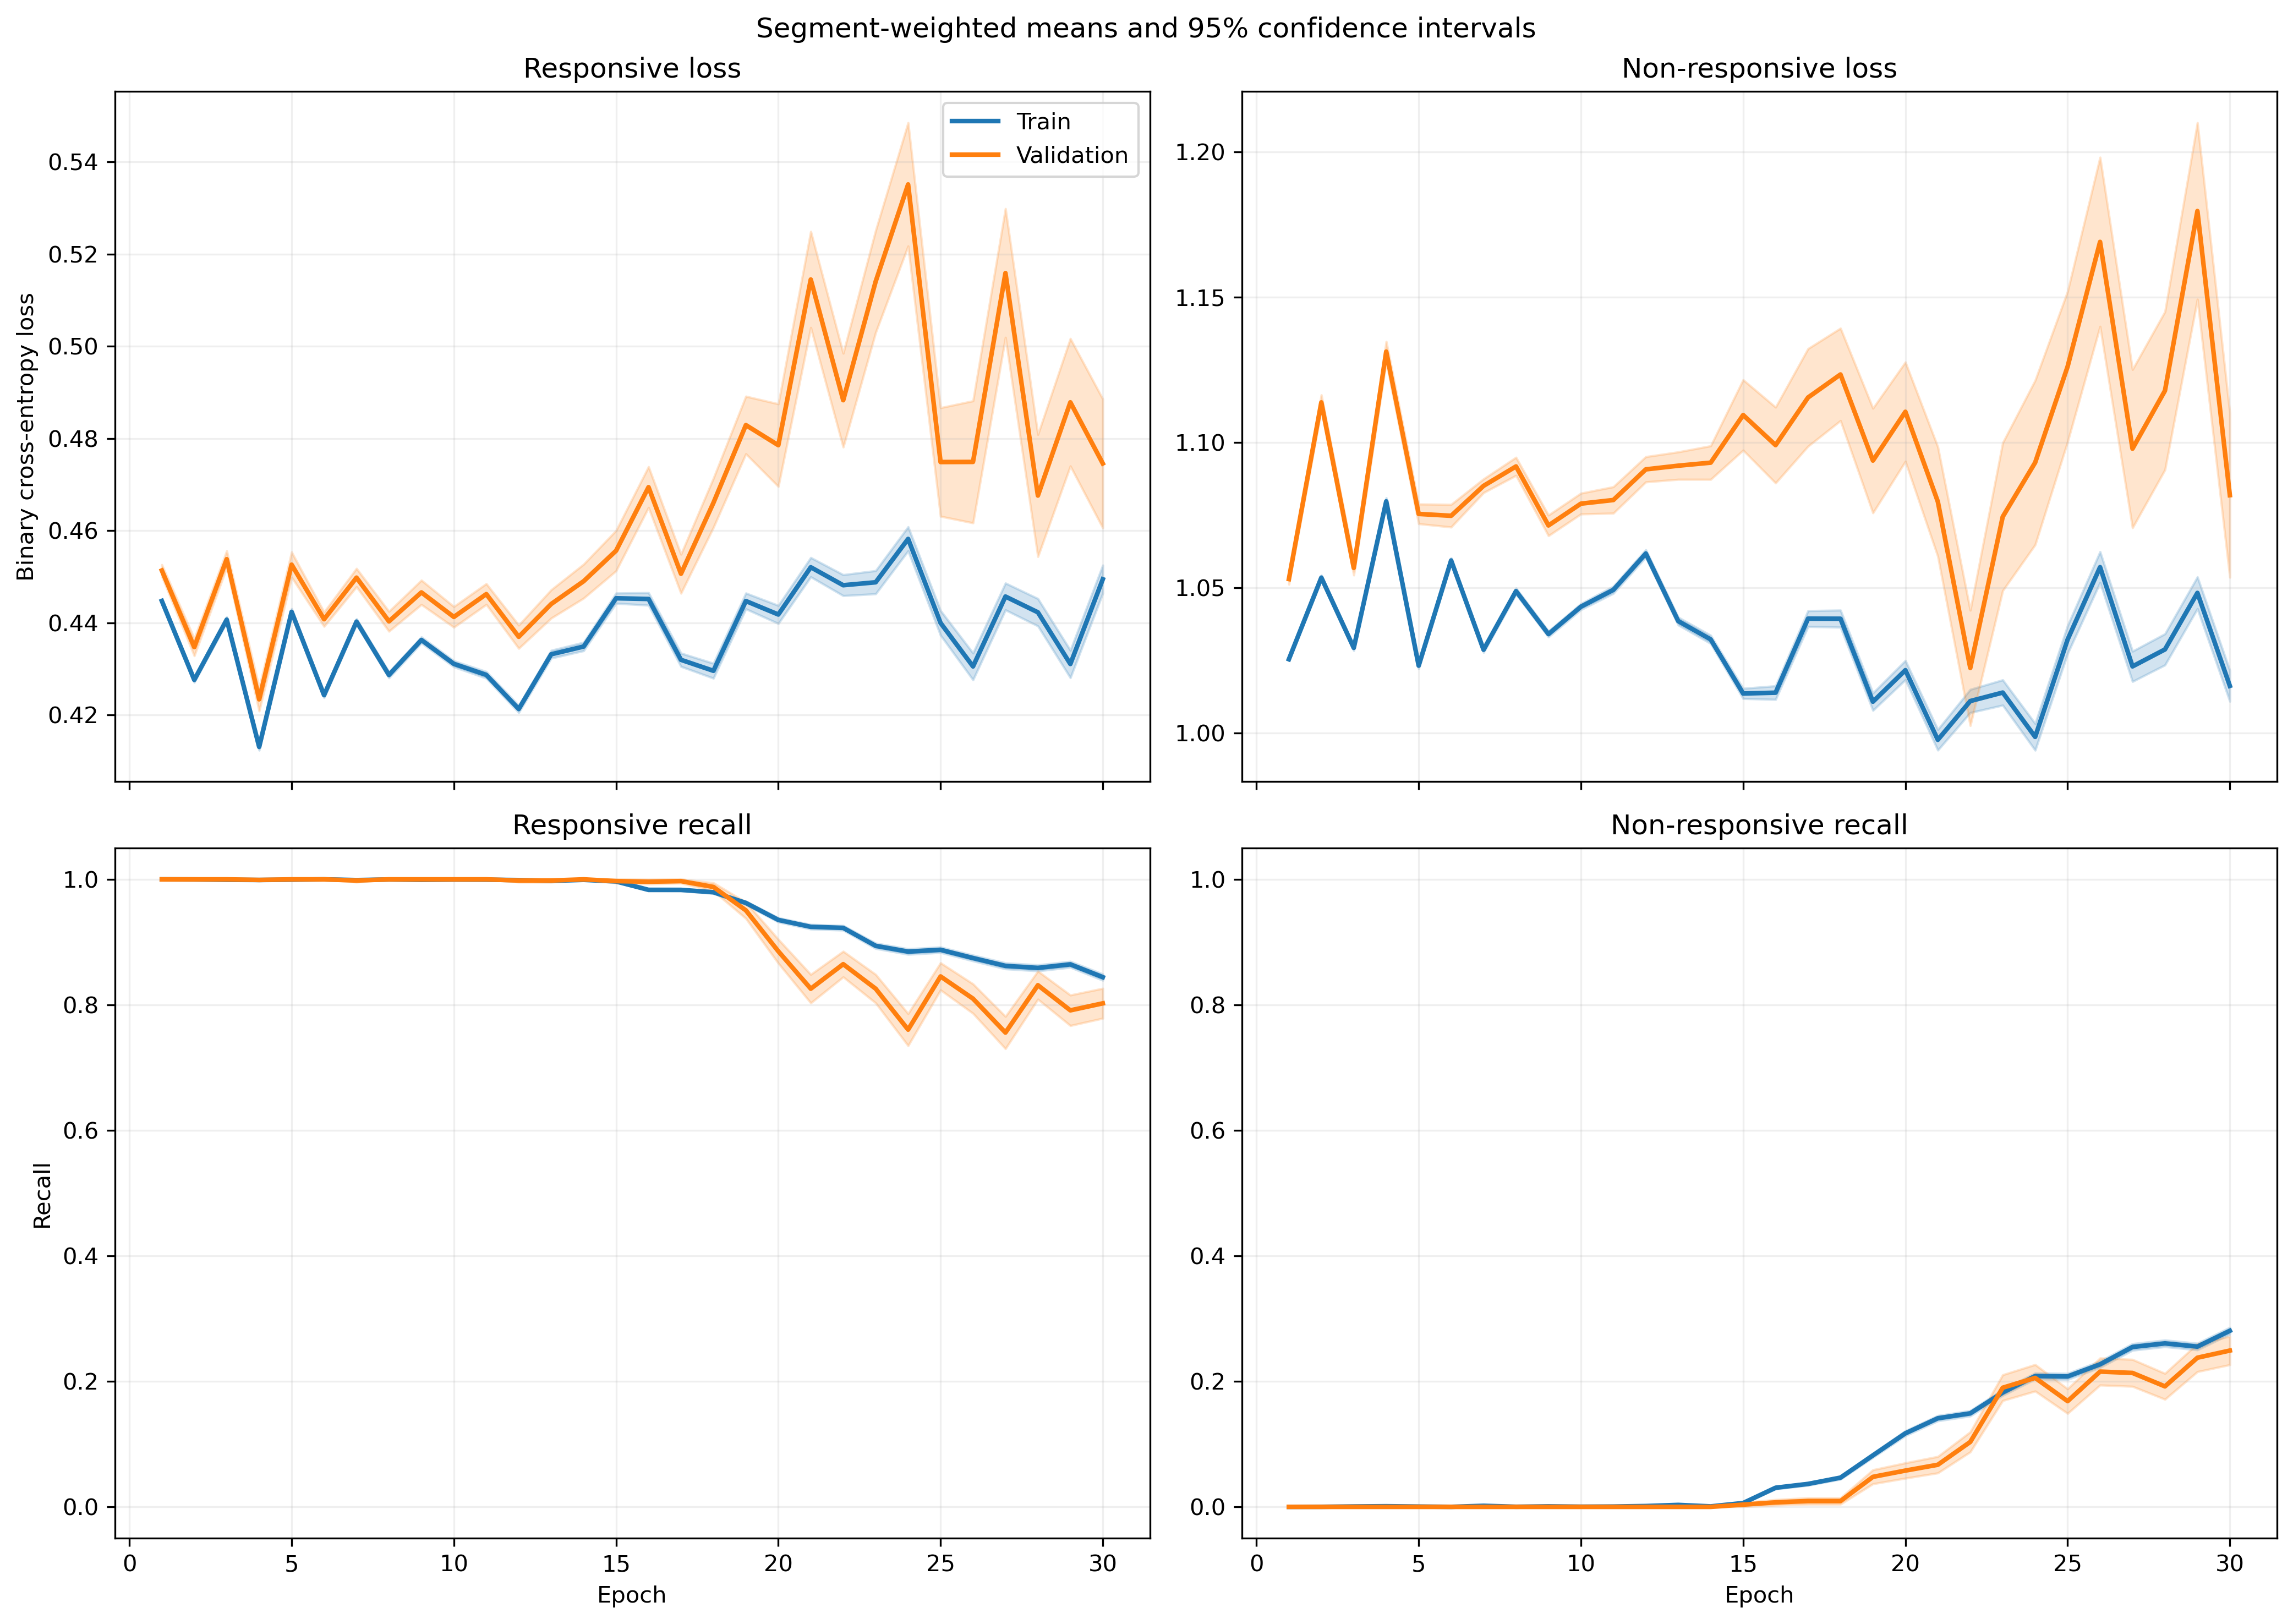 Segment-weighted means and 95% confidence intervals
Responsive loss
Non-responsive loss
Train
Validation
0.54
0.52
0.50
0.48
0.46
0.44
0.42
Binary cross-entropy loss
1.20
1.15
1.10
1.05
1.00
Responsive recall
Non-responsive recall
1.0
0.8
0.6
0.4
0.2
0.0
Recall
1.0
0.8
0.6
0.4
0.2
0.0
0 5 10 15 20 25 30
Epoch
0 5 10 15 20 25 30
Epoch